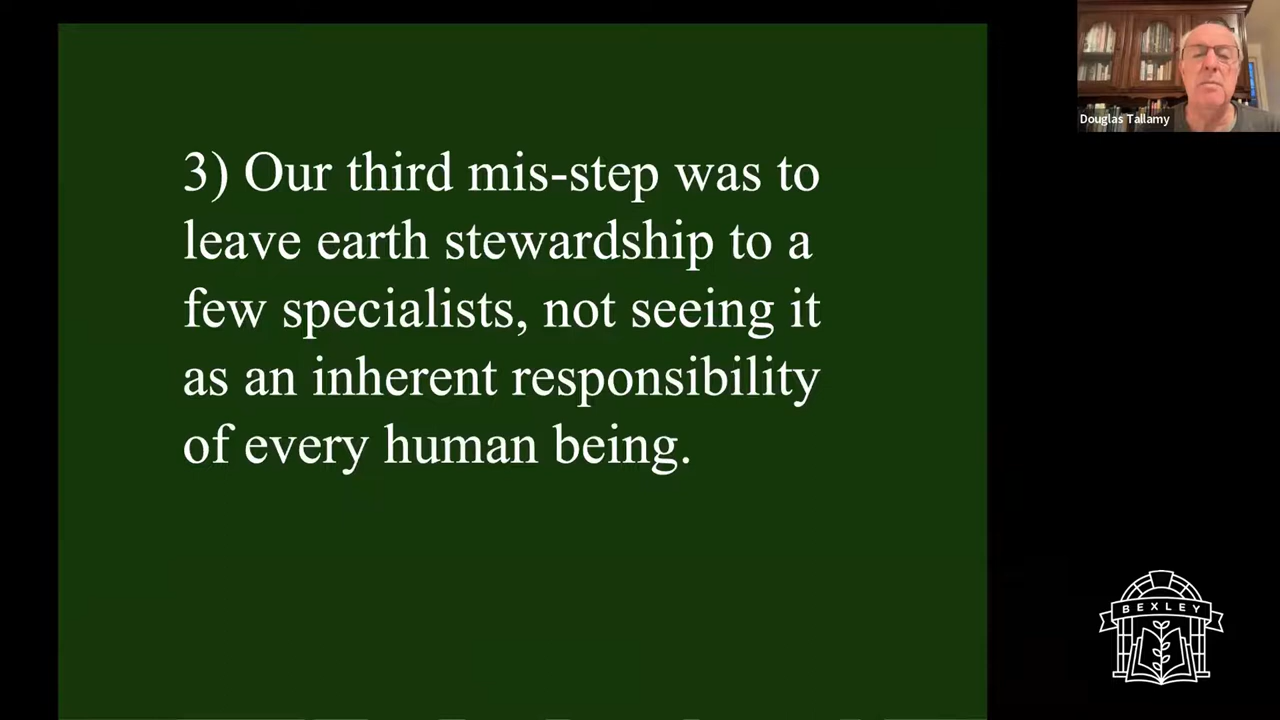 3) Our third mis-step was to
leave earth stewardship to a
few specialists, not seeing it
as an inherent responsibility
of every human being.
Douglas Tallamy
BEXLEY